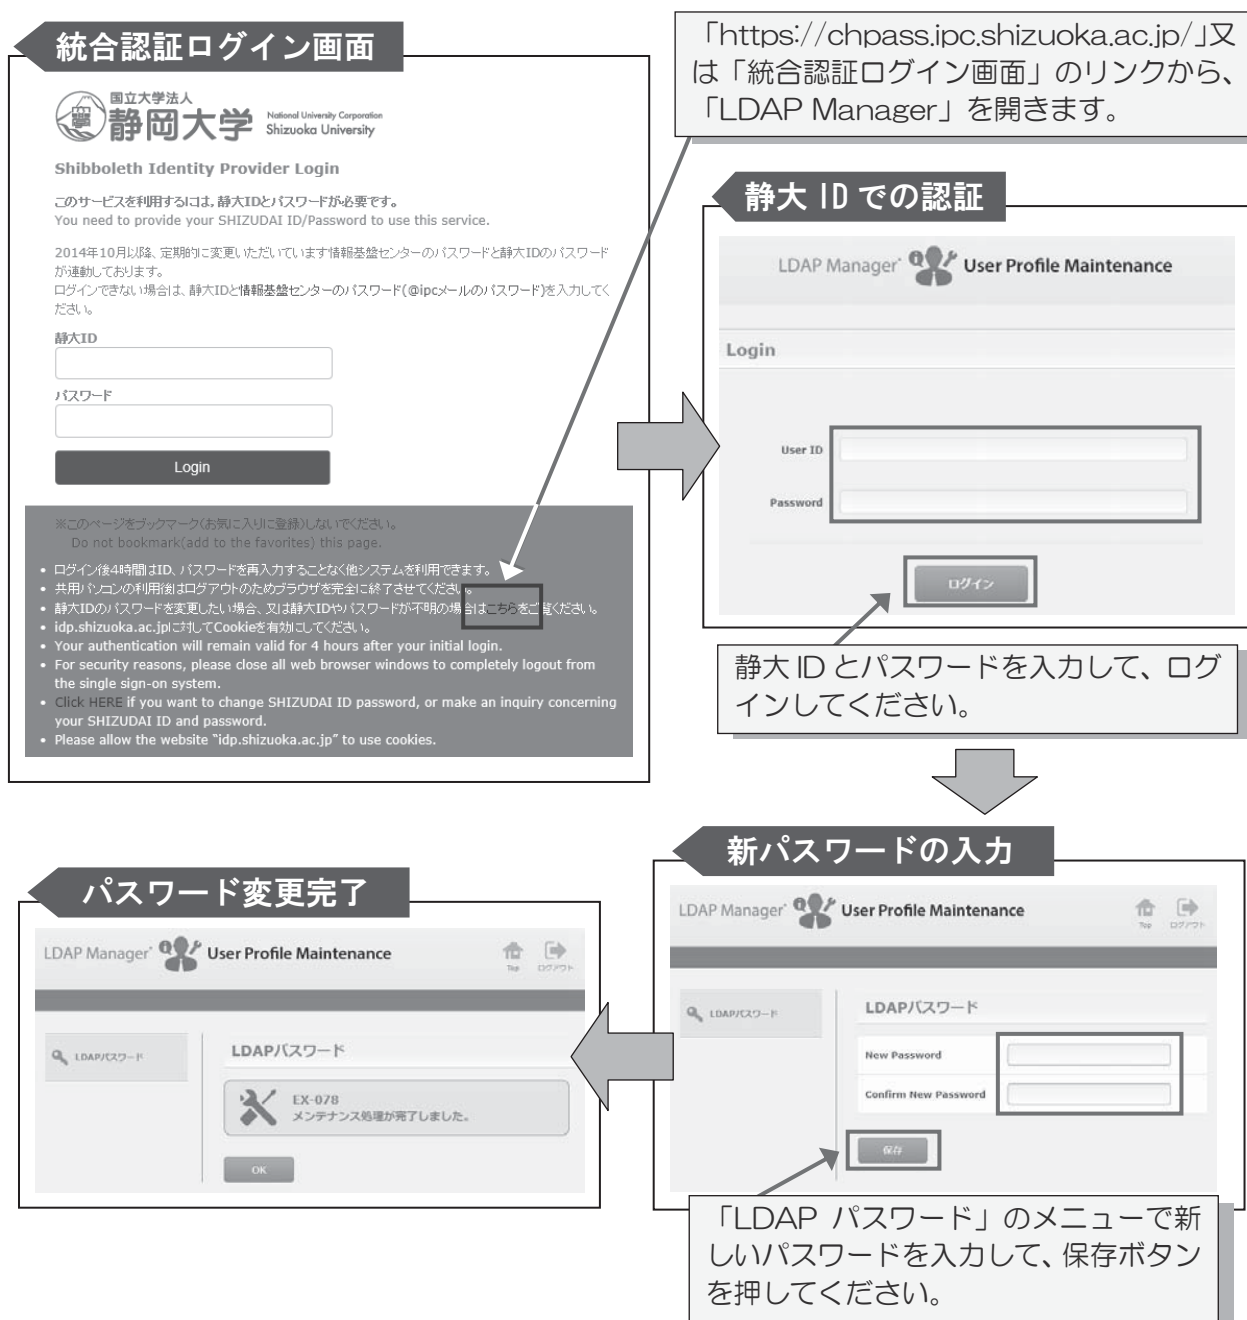 統合認証ログイン画面
国立大学法人
静岡大学
National University Corporation
Shizuoka University
Shibboleth Identity Provider Login
このサービスを利用するには、静大IDとパスワードが必要です。
You need to provide your SHIZUDAI ID/Password to use this service.
2014年10月以降、定期的に変更いただいています情報基盤センターのパスワードと静大IDのパスワード
が連動しております。
ログインできない場合は、静大IDと情報基盤センターのパスワード(@ipcメールのパスワード)を入力してく
ださい。
静大ID
パスワード
Login
※このページをブックマーク(お気に入りに登録)しないでください。
Do not bookmark(add to the favorites) this page.
• ログイン後4時間はID、パスワードを再入力することなく他システムを利用できます。
• 共用パソコンの利用後はログアウトのためブラウザを完全に終了させてください。
• 静大IDのパスワードを変更したい場合、又は静大IDやパスワードが不明の場合はこちらをご覧ください。
• idp.shizuoka.ac.jpに対してCookieを有効にしてください。
• Your authentication will remain valid for 4 hours after your initial login.
• For security reasons, please close all web browser windows to completely logout from
the single sign-on system.
• Click HERE if you want to change SHIZUDAI ID password, or make an inquiry concerning
your SHIZUDAI ID and password.
• Please allow the website "idp.shizuoka.ac.jp" to use cookies.
「https://chpass.ipc.shizuoka.ac.jp/」又
は「統合認証ログイン画面」のリンクから、
「LDAP Manager」を開きます。
静大 ID での認証
LDAP Manager User Profile Maintenance
Login
User ID
Password
ログイン
静大 ID とパスワードを入力して、ログ
インしてください。
新パスワードの入力
LDAP Manager User Profile Maintenance
Top ログアウト
LDAPパスワード
LDAPパスワード
New Password
Confirm New Password
保存
「LDAP パスワード」のメニューで新
しいパスワードを入力して、保存ボタン
を押してください。
パスワード変更完了
LDAP Manager User Profile Maintenance
Top ログアウト
LDAPパスワード
LDAPパスワード
EX-078
メンテナンス処理が完了しました。
OK